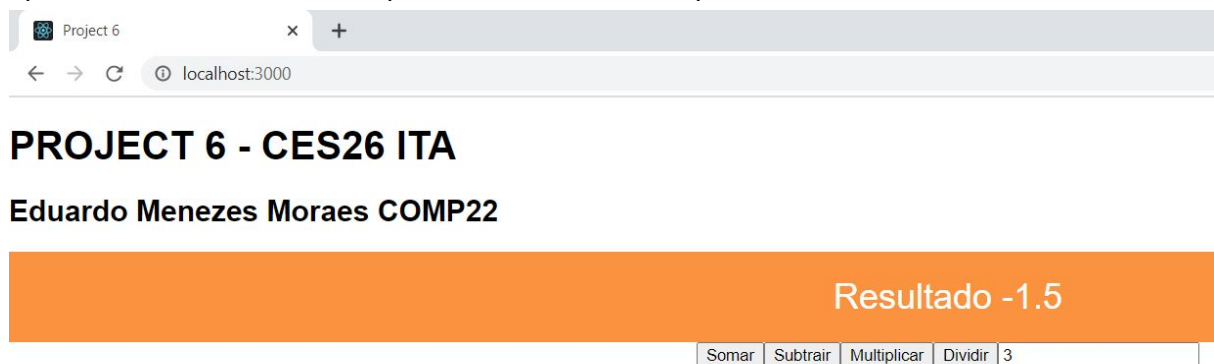 Project 6
localhost:3000
PROJECT 6 - CES26 ITA
Eduardo Menezes Moraes COMP22
Resultado -1.5
Somar Subtrair Multiplicar Dividir 3